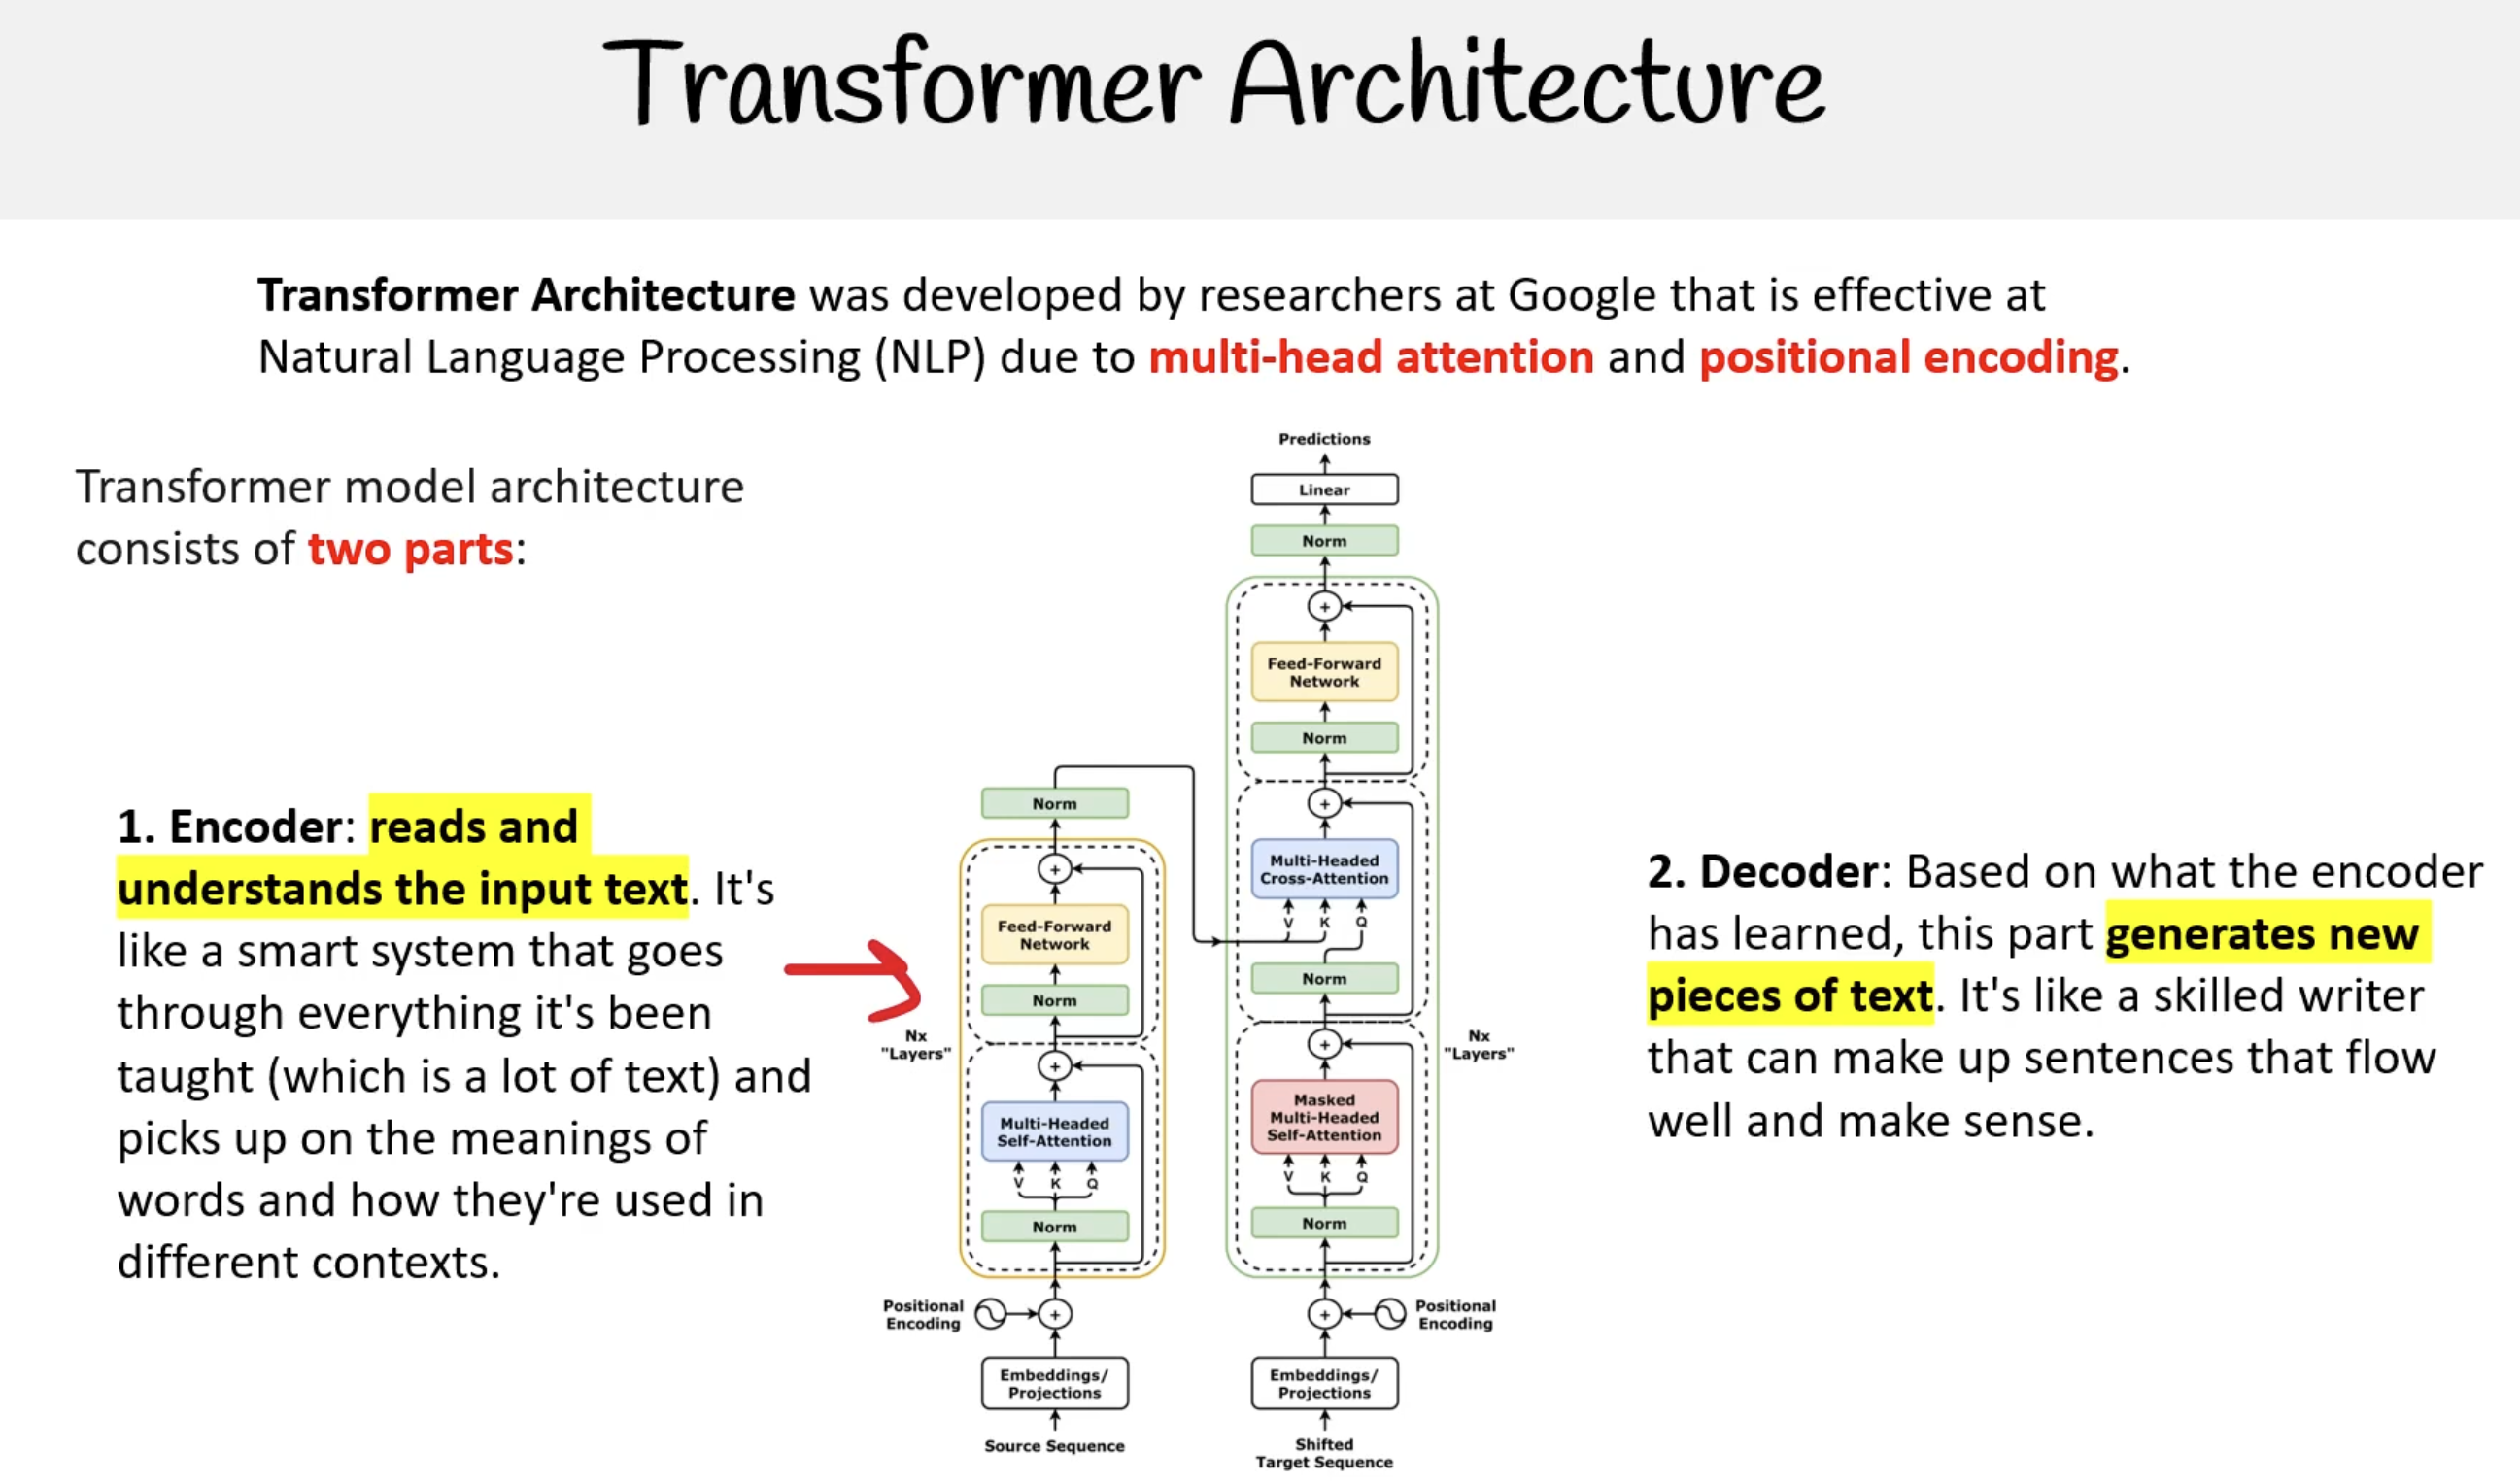 Transformer Architecture
Transformer Architecture was developed by researchers at Google that is effective at
Natural Language Processing (NLP) due to multi-head attention and positional encoding.
Transformer model architecture
consists of two parts:
1. Encoder: reads and
understands the input text. It's
like a smart system that goes
through everything it's been
taught (which is a lot of text) and
picks up on the meanings of
words and how they're used in
different contexts.
Norm
Feed-Forward
Network
Norm
Nx
"Layers"
Multi-Headed
Self-Attention
V K Q
Norm
Positional
Encoding
+
Embeddings/
Projections
Source Sequence
Predictions
Linear
Norm
+
Feed-Forward
Network
Norm
+
Multi-Headed
Cross-Attention
V K Q
Norm
+
Nx
"Layers"
Masked
Multi-Headed
Self-Attention
V K Q
Norm
+
Positional
Encoding
Embeddings/
Projections
Shifted
Target Sequence
2. Decoder: Based on what the encoder
has learned, this part generates new
pieces of text. It's like a skilled writer
that can make up sentences that flow
well and make sense.